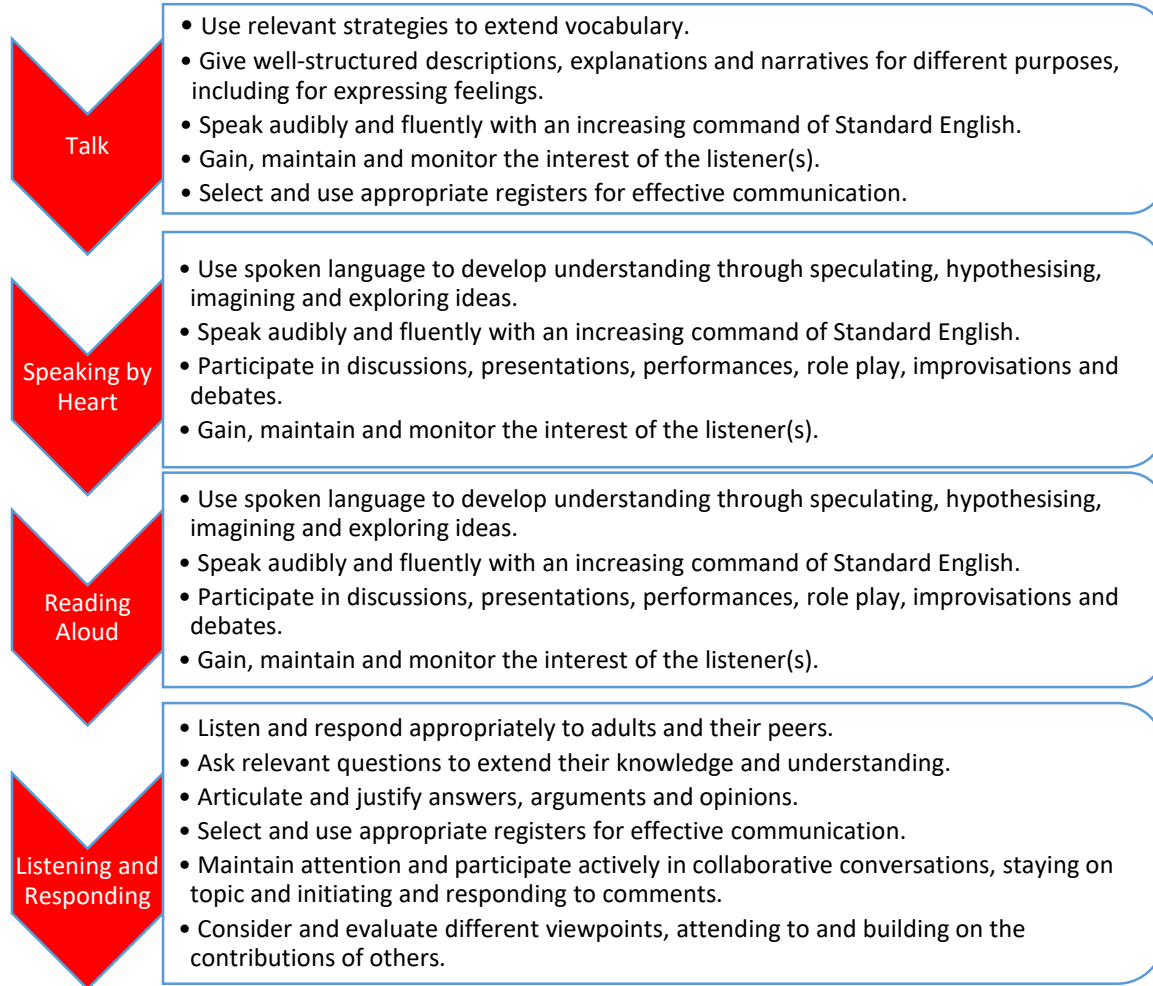 Talk
• Use relevant strategies to extend vocabulary.
• Give well-structured descriptions, explanations and narratives for different purposes,
including for expressing feelings.
• Speak audibly and fluently with an increasing command of Standard English.
• Gain, maintain and monitor the interest of the listener(s).
• Select and use appropriate registers for effective communication.
Speaking by
Heart
• Use spoken language to develop understanding through speculating, hypothesising,
imagining and exploring ideas.
• Speak audibly and fluently with an increasing command of Standard English.
• Participate in discussions, presentations, performances, role play, improvisations and
debates.
• Gain, maintain and monitor the interest of the listener(s).
Reading
Aloud
• Use spoken language to develop understanding through speculating, hypothesising,
imagining and exploring ideas.
• Speak audibly and fluently with an increasing command of Standard English.
• Participate in discussions, presentations, performances, role play, improvisations and
debates.
• Gain, maintain and monitor the interest of the listener(s).
Listening and
Responding
• Listen and respond appropriately to adults and their peers.
• Ask relevant questions to extend their knowledge and understanding.
• Articulate and justify answers, arguments and opinions.
• Select and use appropriate registers for effective communication.
• Maintain attention and participate actively in collaborative conversations, staying on
topic and initiating and responding to comments.
• Consider and evaluate different viewpoints, attending to and building on the
contributions of others.